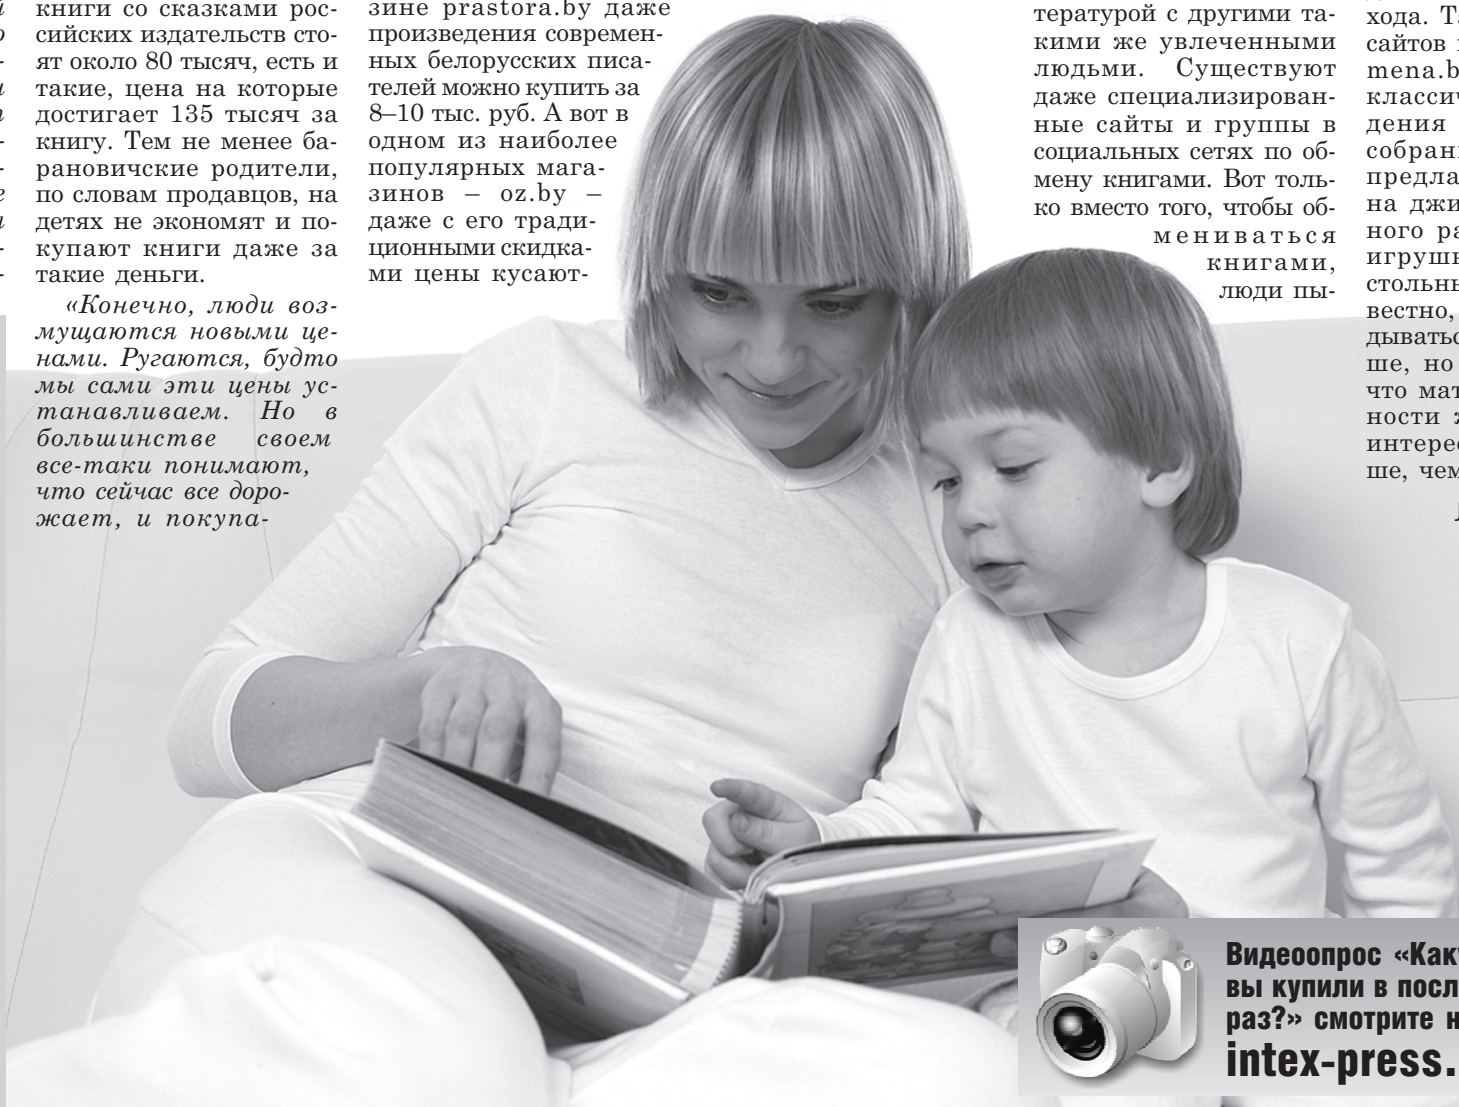 книги со сказками рос-
сийских издательств сто-
ят около 80 тысяч, есть и
такие, цена на которые
достигает 135 тысяч за
книгу. Тем не менее ба-
рановичские родители,
по словам продавцов, на
детях не экономят и по-
купают книги даже за
такие деньги.
«Конечно, люди воз-
мущаются новыми це-
нами. Ругаются, будто
мы сами эти цены ус-
танавливаем. Но в
большинстве своем
все-таки понимают,
что сейчас все доро-
жает, и покупа-
зине prastora.by даже
произведения современ-
ных белорусских писа-
телей можно купить за
8–10 тыс. руб. А вот в
одном из наиболее
популярных мага-
зинов – oz.by –
даже с его тради-
ционными скидка-
ми цены кусают-
тературой с другими та-
кими же увлеченными
людьми. Существуют
даже специализирован-
ные сайты и группы в
социальных сетях по об-
мену книгами. Вот толь-
ко вместо того, чтобы об-
мениваться
книгами,
люди пы-
хода. Та
сайтов
mena.b
классич
дения
собран
предла
на джи
ного ра
игруш
стольн
вестно,
дыватьс
ше, но
что мат
ности
интере
ше, чем
Видеоопрос «Как
вы купили в посл
раз?» смотрите н
intex-press.